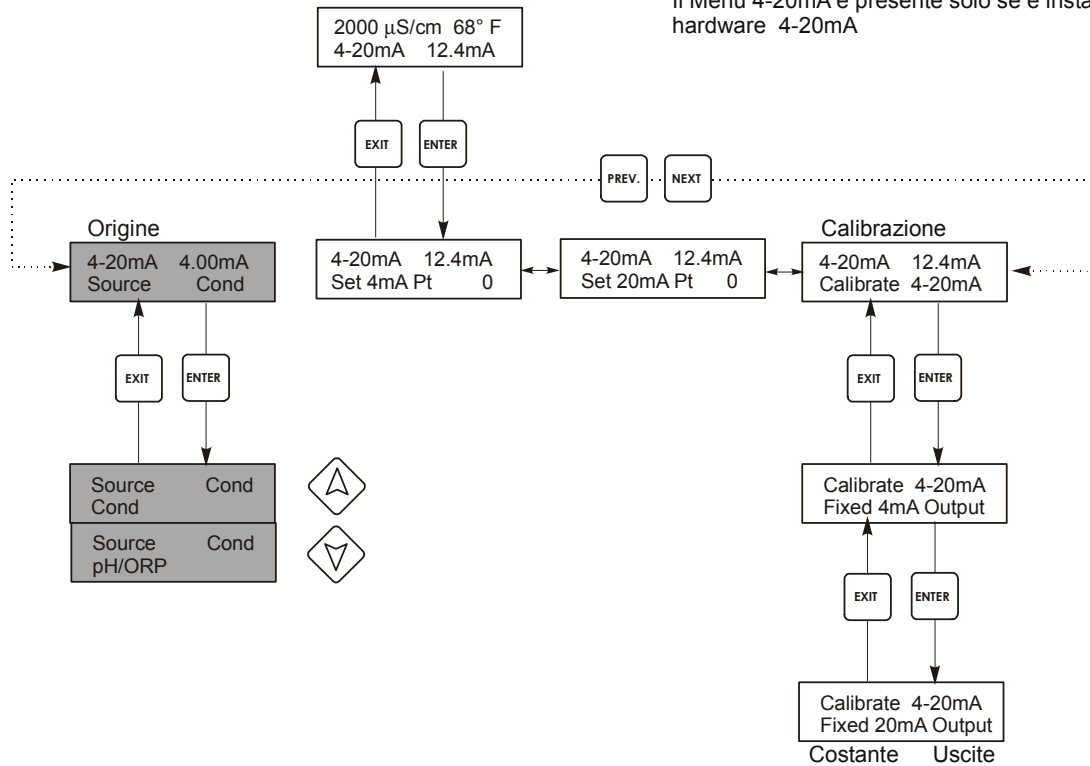 Il Menu 4-20mA è presente solo se è insta
hardware 4-20mA
2000 µS/cm 68° F
4-20mA 12.4mA
EXIT
ENTER
PREV.
NEXT
Origine
4-20mA 4.00mA
Source Cond
4-20mA 12.4mA
Set 4mA Pt 0
4-20mA 12.4mA
Set 20mA Pt 0
Calibrazione
4-20mA 12.4mA
Calibrate 4-20mA
EXIT
ENTER
EXIT
ENTER
Source Cond
Cond
Source Cond
pH/ORP
Calibrate 4-20mA
Fixed 4mA Output
EXIT
ENTER
Calibrate 4-20mA
Fixed 20mA Output
Costante Uscite